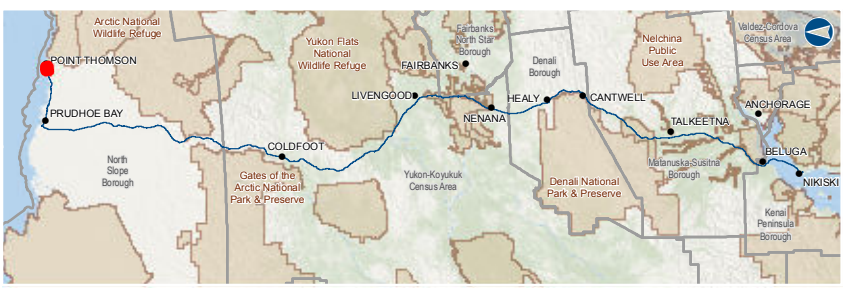 Arctic National
Wildlife Refuge
POINT THOMSON
PRUDHOE BAY
North
Slope
Borough
COLDFOOT
Gates of the
Arctic National
Park & Preserve
Yukon Flats
National
Wildlife Refuge
LIVENGOOD
Fairbanks
North Star
Borough
FAIRBANKS
NENANA
Yukon-Koyukuk
Census Area
Denali
Borough
HEALY
CANTWELL
Denali National
Park & Preserve
Nelchina
Public
Use Area
TALKEETNA
Matanuska-Susitna
Borough
Valdez-Cordova
Census Area
ANCHORAGE
BELUGA
NIKISKI
Kenai
Peninsula
Borough